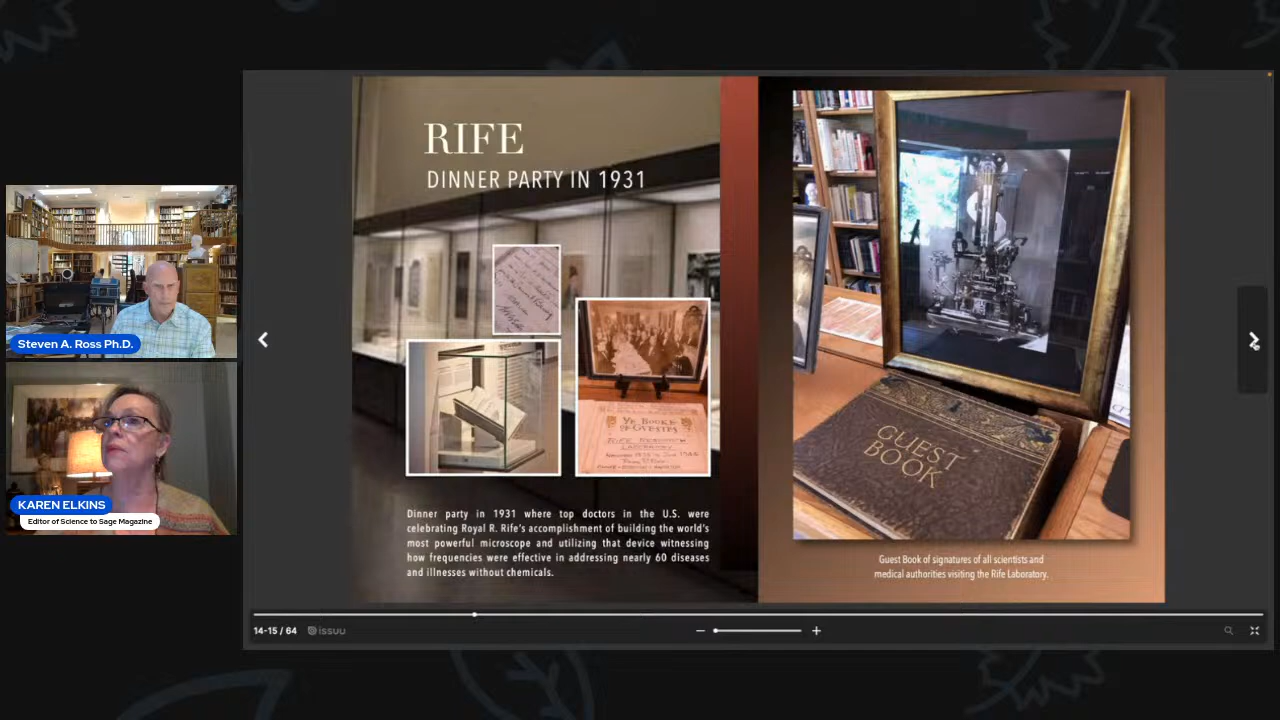 Steven A. Ross Ph.D.
KAREN ELKINS
Editor of Science to Sage Magazine
RIFE
DINNER PARTY IN 1931
YE BOOKE
OF GUESTES
Dinner party in 1931 where top doctors in the U.S. were
celebrating Royal R. Rife's accomplishment of building the world's
most powerful microscope and utilizing that device witnessing
how frequencies were effective in addressing nearly 60 diseases
and illnesses without chemicals.
GUEST
BOOK
Guest Book of signatures of all scientists and
medical authorities visiting the Rife Laboratory.
14-15 / 64
issuu